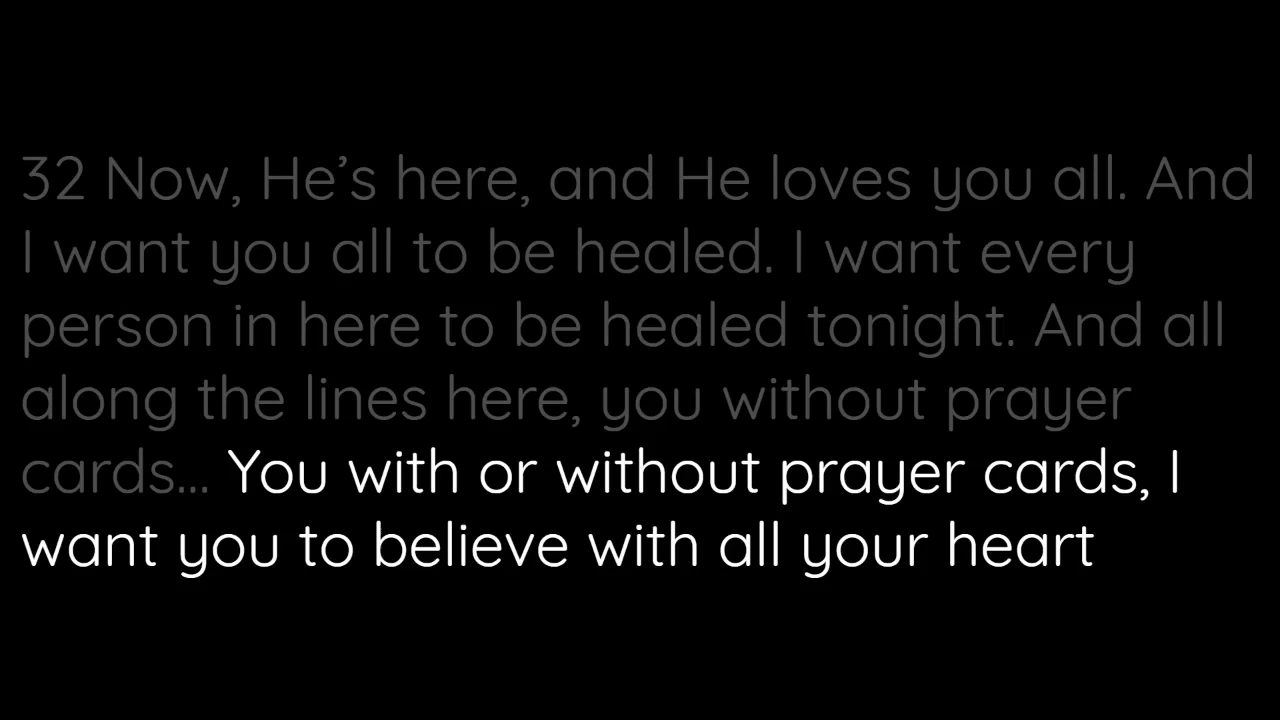 32 Now, He’s here, and He loves you all. And
I want you all to be healed. I want every
person in here to be healed tonight. And all
along the lines here, you without prayer
cards... You with or without prayer cards, I
want you to believe with all your heart